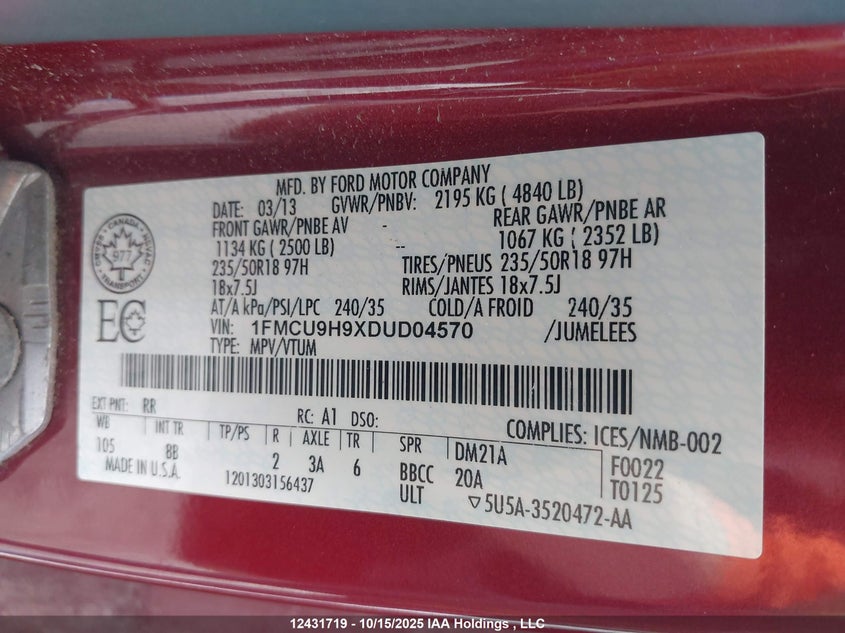 MFD. BY FORD MOTOR COMPANY
DATE: 03/13 GVWR/PNBV: 2195 KG ( 4840 LB)
FRONT GAWR/PNBE AV - REAR GAWR/PNBE AR
1134 KG ( 2500 LB) -- 1067 KG ( 2352 LB)
235/50R18 97H TIRES/PNEUS 235/50R18 97H
18x7.5J RIMS/JANTES 18x7.5J
AT/A kPa/PSI/LPC 240/35 COLD/A FROID 240/35
VIN: 1FMCU9H9XDUD04570 /JUMELEES
TYPE: MPV/VTUM
CANADA
977
TRANSPORT
EC
EXT PNT: RR RC: A1 DSO: COMPLIES: ICES/NMB-002
WB INT TR TP/PS R AXLE TR SPR DM21A F0022
105 BB 2 3A 6 BBCC 20A T0125
MADE IN U.S.A. 1201303156437 ULT ▽5U5A-3520472-AA
12431719 - 10/15/2025 IAA Holdings , LLC